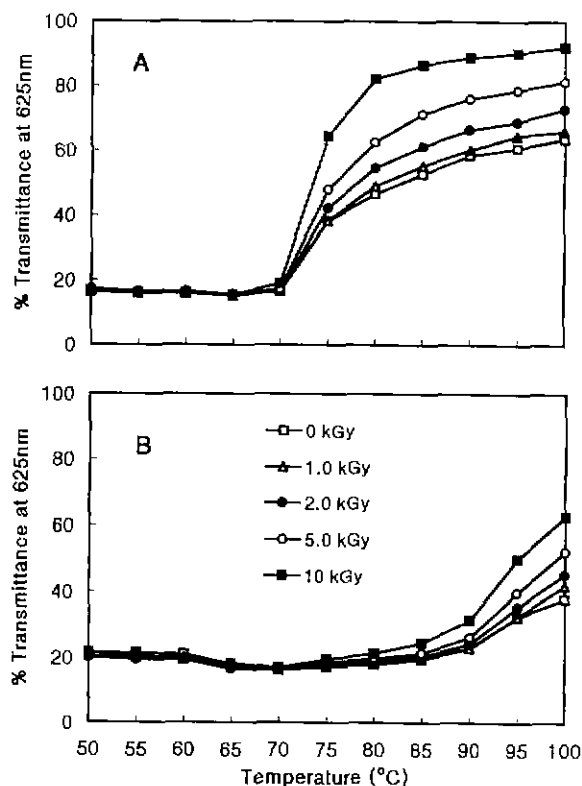 100
80
60
40
20
0
% Transmittance at 625nm
A
100
80
60
40
20
0
% Transmittance at 625nm
B
0 kGy
1.0 kGy
2.0 kGy
5.0 kGy
10 kGy
50 55 60 65 70 75 80 85 90 95 100
Temperature (°C)